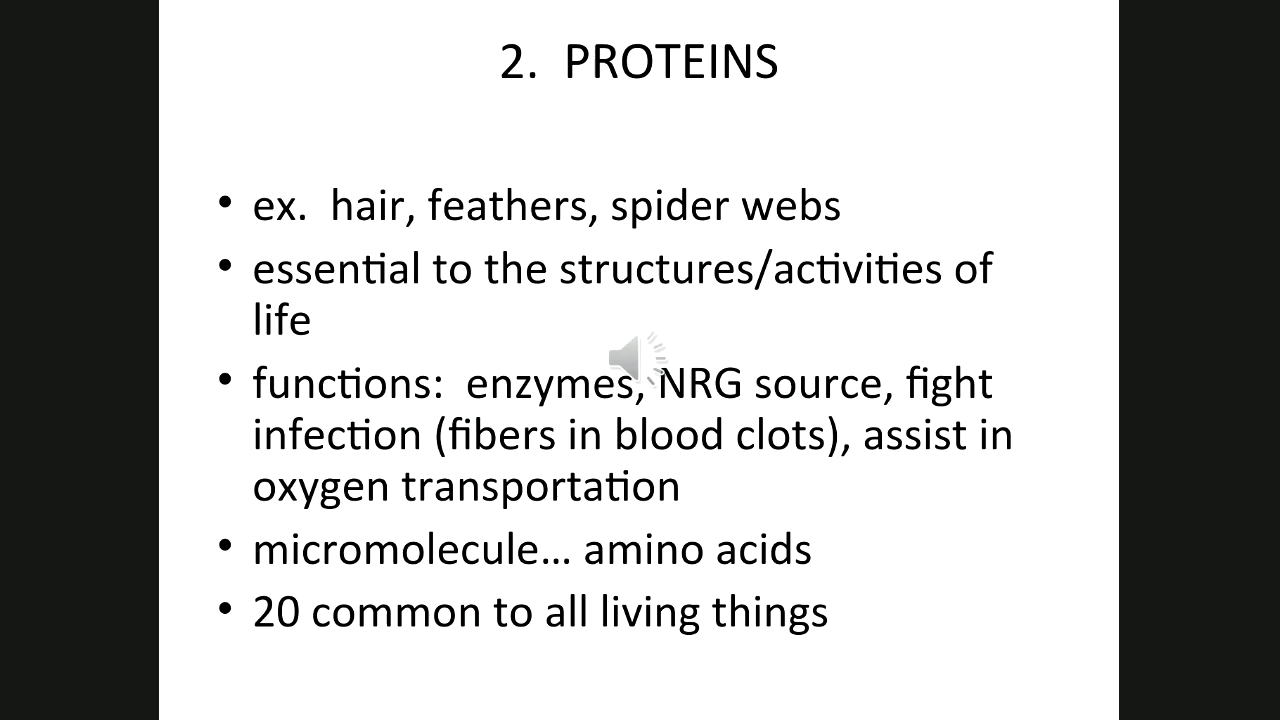 2.  PROTEINS
• ex.  hair, feathers, spider webs
• essential to the structures/activities of
life
• functions:  enzymes, NRG source, fight
infection (fibers in blood clots), assist in
oxygen transportation
• micromolecule… amino acids
• 20 common to all living things